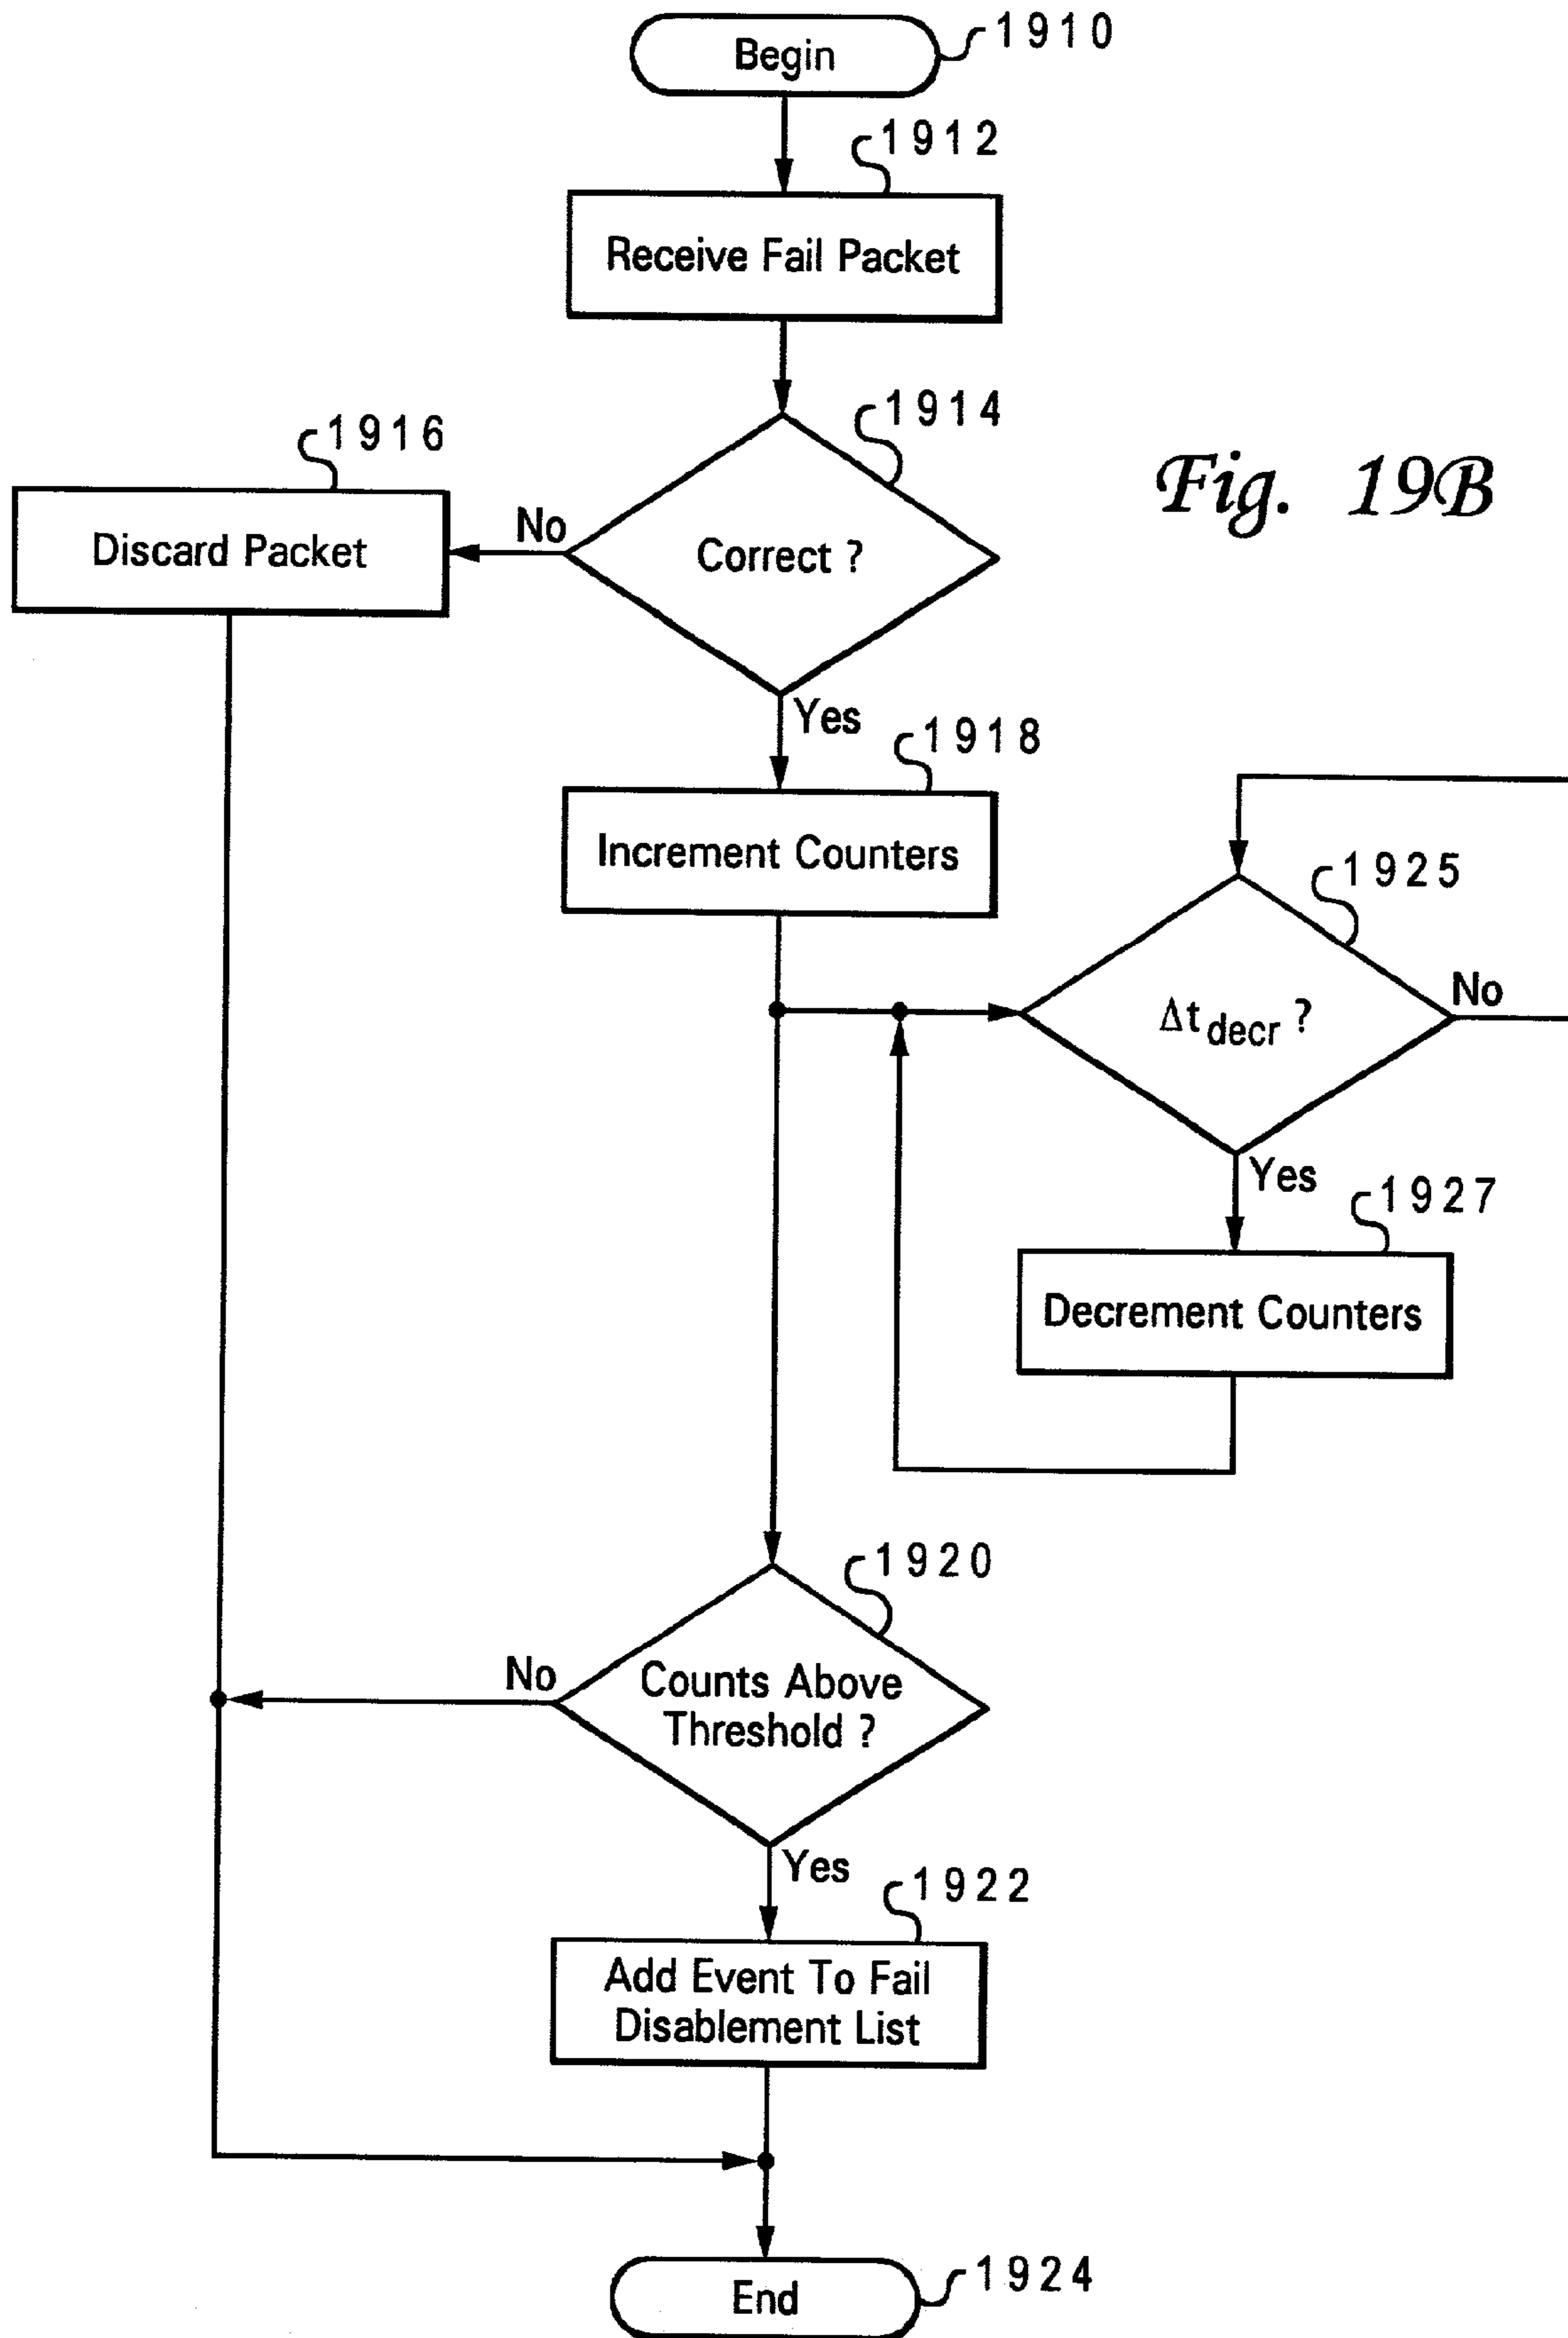 Begin
1910
1912
Receive Fail Packet
1914
1916
Fig. 19B
No
Discard Packet
Correct ?
Yes
1918
Increment Counters
1925
No
Δt decr ?
Yes
1927
Decrement Counters
1920
No
Counts Above
Threshold ?
Yes
1922
Add Event To Fail
Disablement List
1924
End